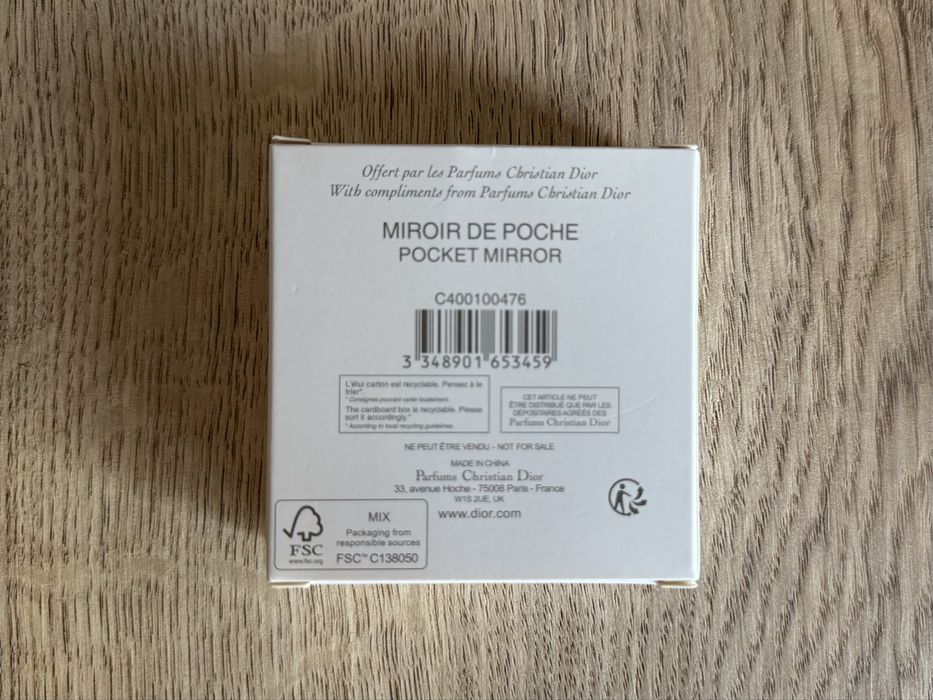 Offert par les Parfums Christian Dior
With compliments from Parfums Christian Dior
MIROIR DE POCHE
POCKET MIRROR
C400100476
3 348901 653459
L'étui carton est recyclable. Pensez à le
trier*.
* Consignes pouvant varier localement.
The cardboard box is recyclable. Please
sort it accordingly.*
* According to local recycling guidelines.
CET ARTICLE NE PEUT
ÊTRE DISTRIBUÉ QUE PAR LES
DÉPOSITAIRES AGRÉÉS DES
Parfums Christian Dior
NE PEUT ÊTRE VENDU - NOT FOR SALE
MADE IN CHINA
Parfums Christian Dior
33, avenue Hoche - 75008 Paris - France
W1S 2UE, UK
www.dior.com
FSC
www.fsc.org
MIX
Packaging from
responsible sources
FSC™ C138050